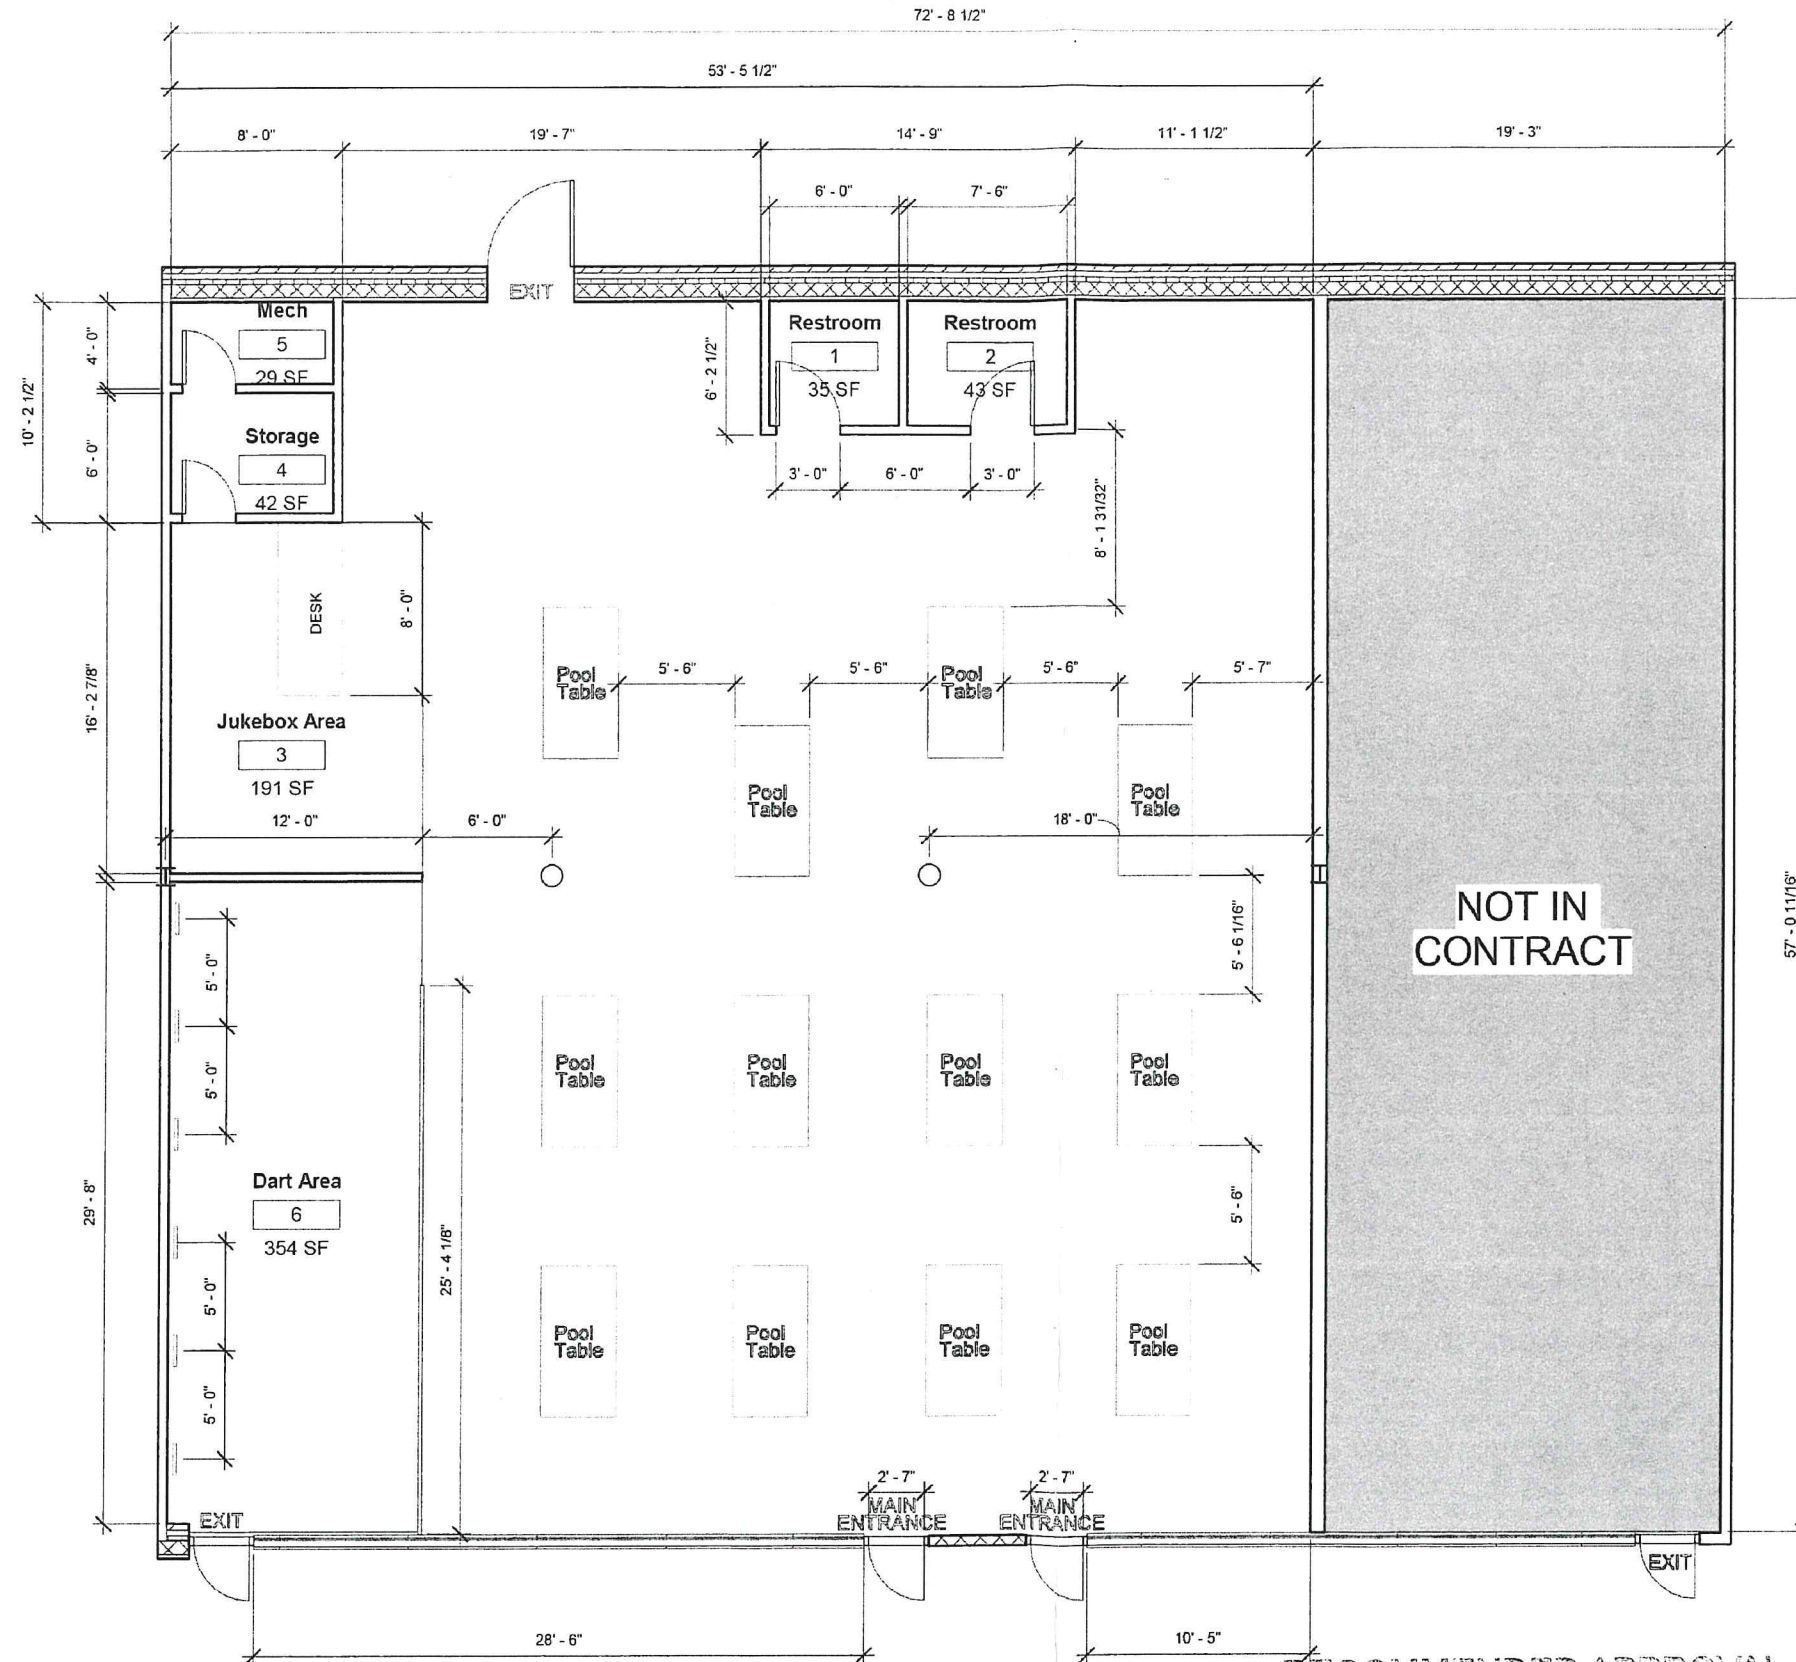 72' - 8 1/2"
53' - 5 1/2"
8' - 0"
19' - 7"
14' - 9"
11' - 1 1/2"
19' - 3"
6' - 0"
7' - 6"
EXIT
Mech
5
29 SF
4' - 0"
10' - 2 1/2"
6' - 0"
Storage
4
42 SF
Restroom
1
35 SF
Restroom
2
43 SF
6' - 2 1/2"
3' - 0"
6' - 0"
3' - 0"
8' - 1 31/32"
DESK
8' - 0"
16' - 2 7/8"
Pool
Table
5' - 6"
5' - 6"
Pool
Table
5' - 6"
5' - 7"
Jukebox Area
3
191 SF
Pool
Table
Pool
Table
12' - 0"
6' - 0"
18' - 0"
NOT IN
CONTRACT
57' - 0 11/16"
5' - 6 1/16"
5' - 0"
5' - 0"
Pool
Table
Pool
Table
Pool
Table
Pool
Table
29' - 8"
Dart Area
6
354 SF
25' - 4 1/8"
5' - 6"
5' - 0"
5' - 0"
Pool
Table
Pool
Table
Pool
Table
Pool
Table
2' - 7"
2' - 7"
EXIT
MAIN
ENTRANCE
MAIN
ENTRANCE
EXIT
28' - 6"
10' - 5"